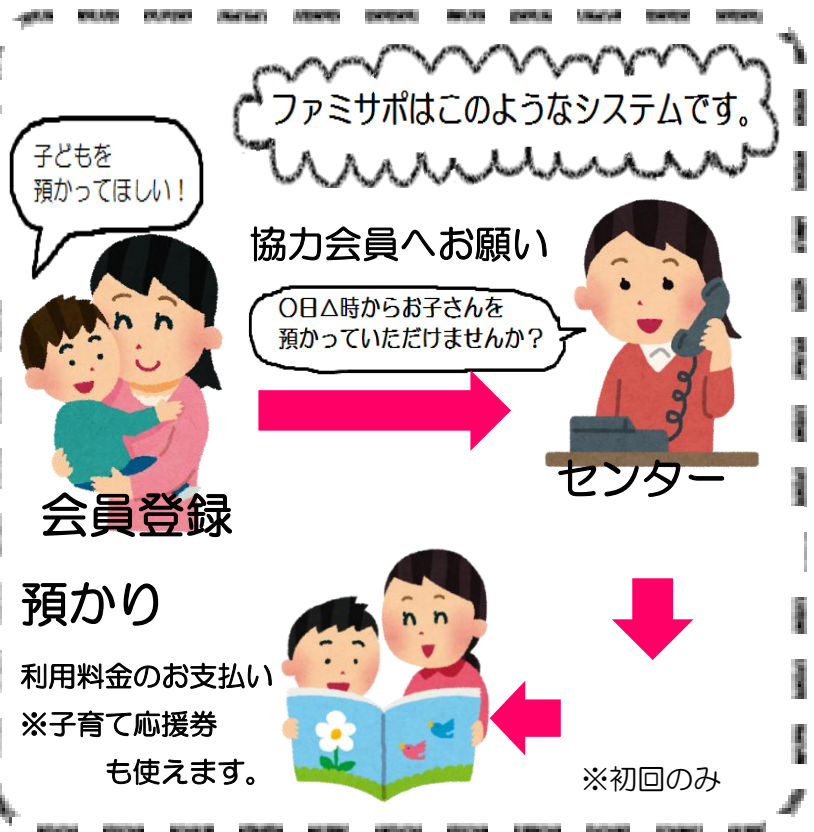 ファミサポはこのようなシステムです。
子どもを
預かってほしい！
協力会員へお願い
〇日△時からお子さんを
預かっていただけませんか？
会員登録
センター
預かり
利用料金のお支払い
※子育て応援券
も使えます。
※初回のみ